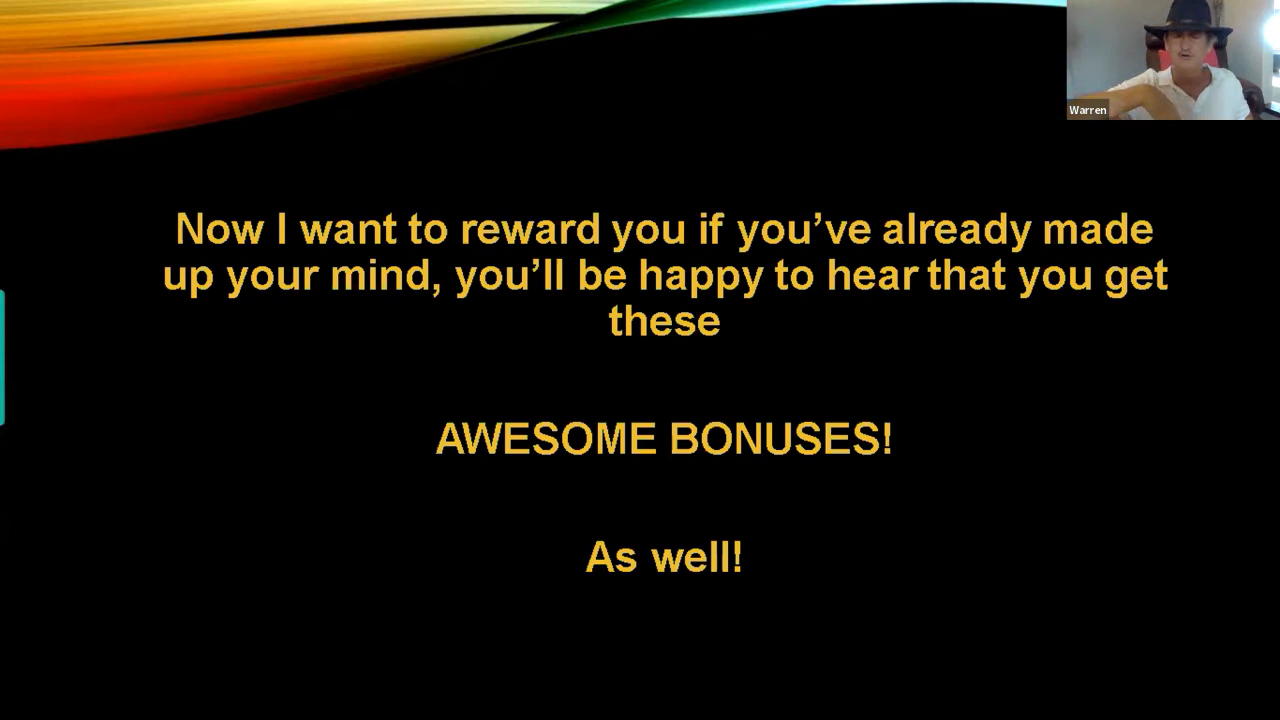 Warren
Now I want to reward you if you’ve already made
up your mind, you’ll be happy to hear that you get
these
AWESOME BONUSES!
As well!